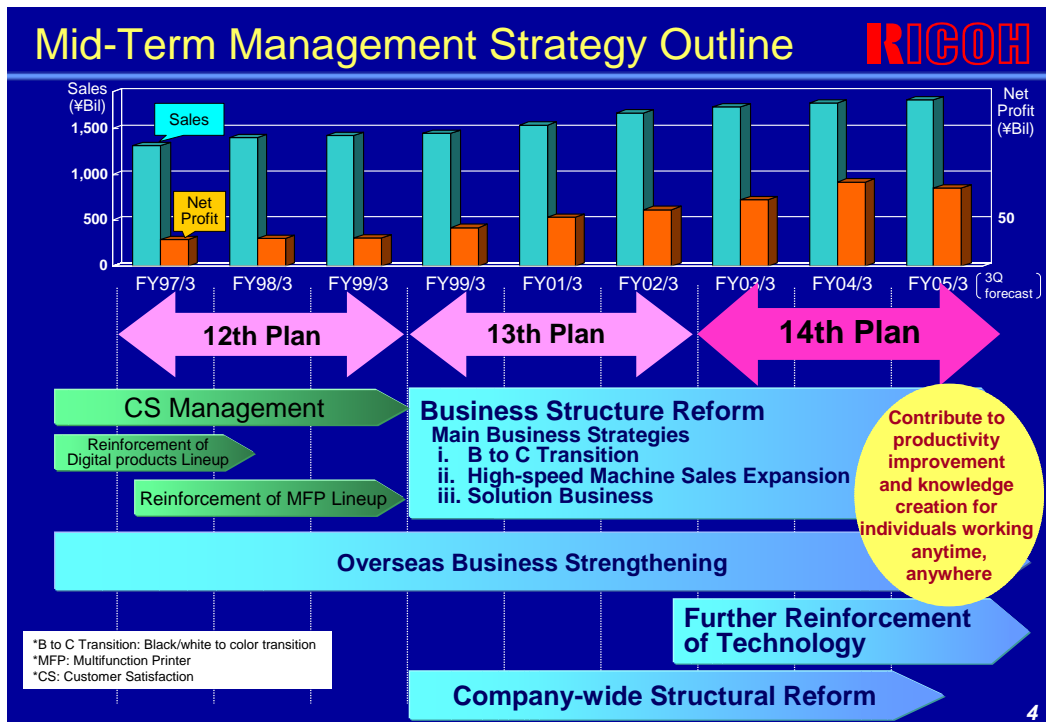 Mid-Term Management Strategy Outline
RICOH
Sales
(¥Bil)
Net
Profit
(¥Bil)
1,500
1,000
500
0
50
Sales
Net
Profit
FY97/3 FY98/3 FY99/3 FY99/3 FY01/3 FY02/3 FY03/3 FY04/3 FY05/3
3Q
forecast
12th Plan
13th Plan
14th Plan
CS Management
Reinforcement of
Digital products Lineup
Reinforcement of MFP Lineup
Business Structure Reform
Main Business Strategies
i. B to C Transition
ii. High-speed Machine Sales Expansion
iii. Solution Business
Contribute to
productivity
improvement
and knowledge
creation for
individuals working
anytime,
anywhere
Overseas Business Strengthening
Further Reinforcement
of Technology
*B to C Transition: Black/white to color transition
*MFP: Multifunction Printer
*CS: Customer Satisfaction
Company-wide Structural Reform
4